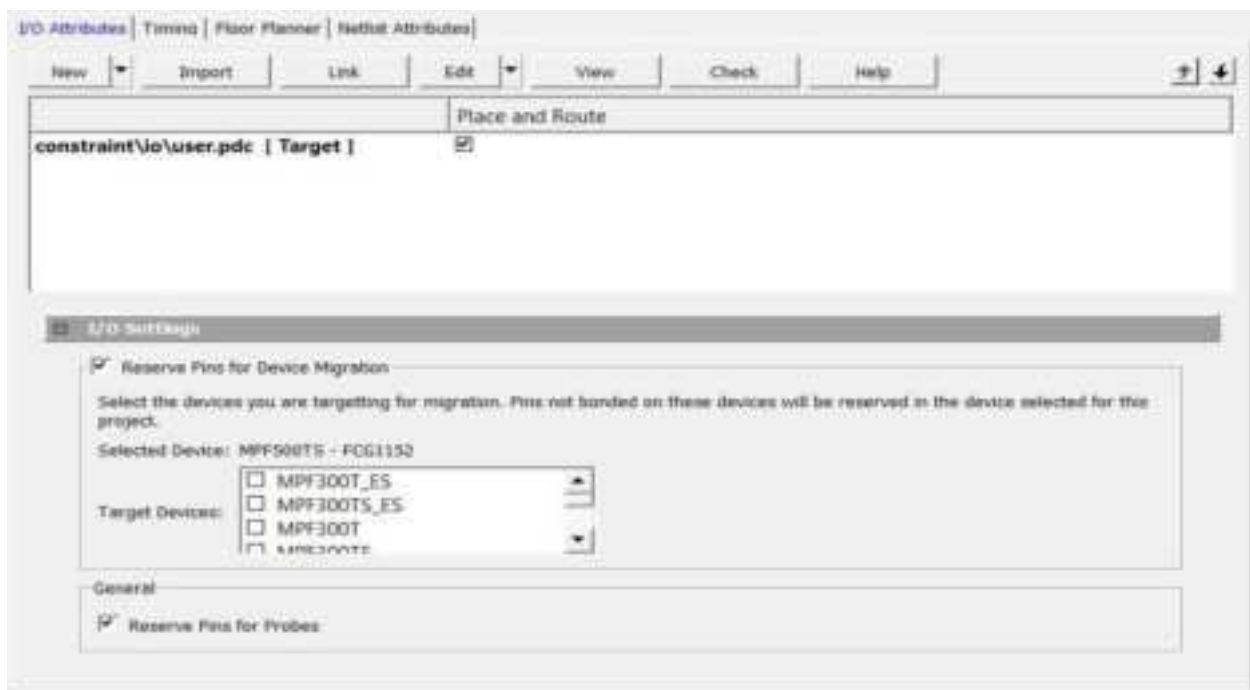 I/O Attributes Timing Floor Planner Netlist Attributes
New Import Link Edit View Check Help
Place and Route
constraint\io\user.pdc [ Target ]
I/O Settings
Reserve Pins for Device Migration
Select the devices you are targetting for migration. Pins not bonded on these devices will be reserved in the device selected for this
project.
Selected Device: MPF500TS - FCG1152
MPF300T_ES
MPF300TS_ES
Target Devices:
MPF300T
General
Reserve Pins for Probes